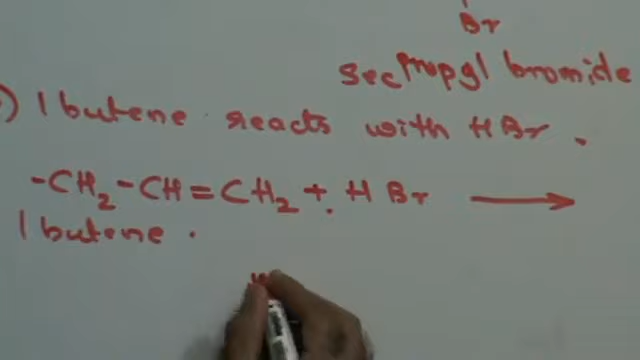 Br
sec propyl bromide
) 1 butene reacts with HBr.
-CH2-CH=CH2 + HBr →
1 butene.